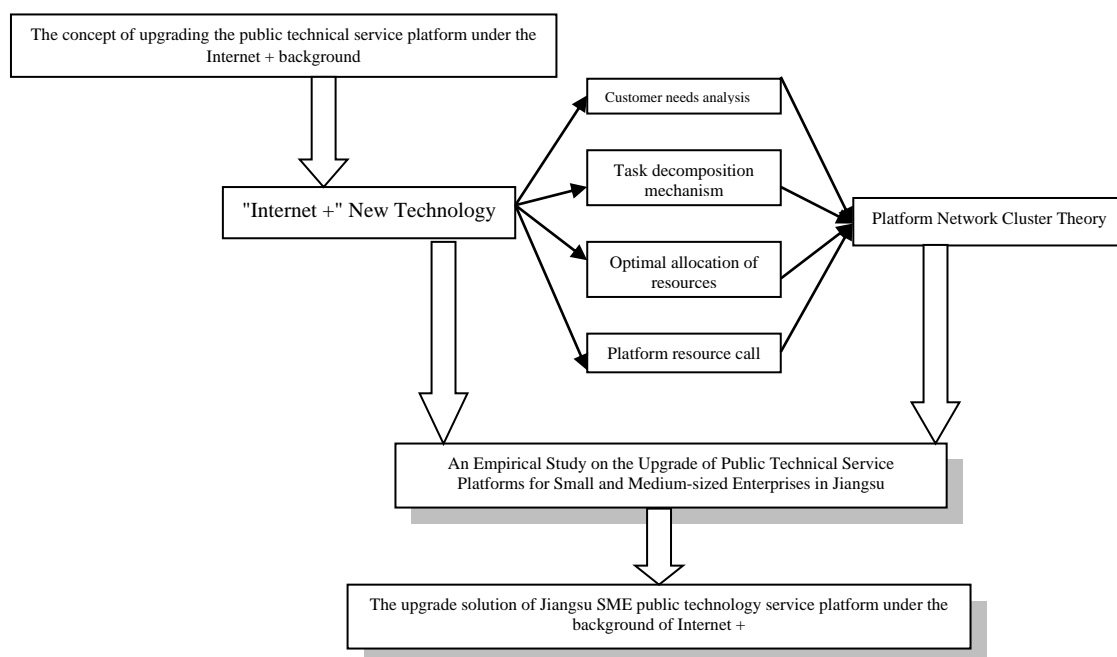 The concept of upgrading the public technical service platform under the
Internet + background
Customer needs analysis
Task decomposition
mechanism
"Internet +" New Technology
Platform Network Cluster Theory
Optimal allocation of
resources
Platform resource call
An Empirical Study on the Upgrade of Public Technical Service
Platforms for Small and Medium-sized Enterprises in Jiangsu
The upgrade solution of Jiangsu SME public technology service platform under the
background of Internet +